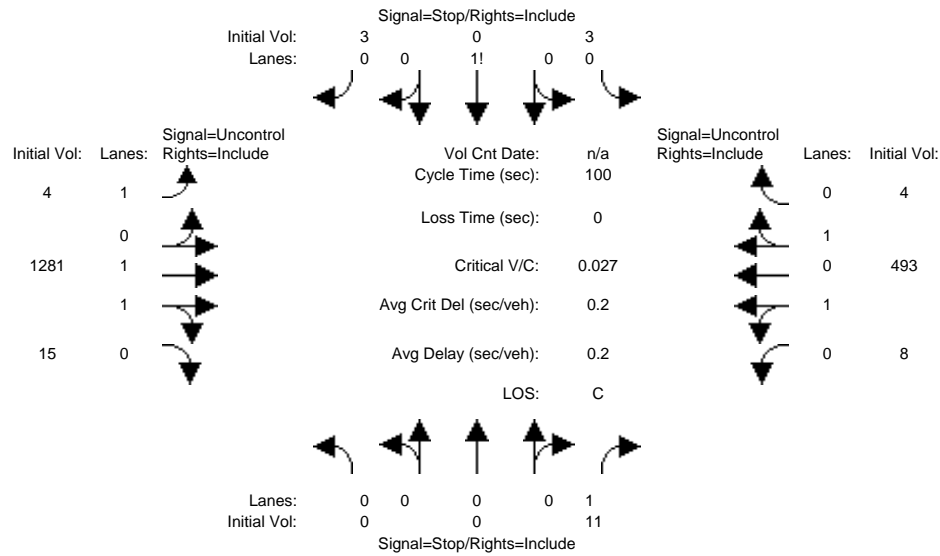 Signal=Stop/Rights=Include
Initial Vol: 3 0 3
Lanes: 0 0 1! 0 0
Signal=Uncontrol
Initial Vol: Lanes: Rights=Include
Vol Cnt Date: n/a
Signal=Uncontrol
Rights=Include Lanes: Initial Vol:
Cycle Time (sec): 100
4 1
0 4
Loss Time (sec): 0
0
1
1281 1
Critical V/C: 0.027
0 493
1
Avg Crit Del (sec/veh): 0.2
1
15 0
Avg Delay (sec/veh): 0.2
0 8
LOS: C
Lanes: 0 0 0 0 1
Initial Vol: 0 0 11
Signal=Stop/Rights=Include